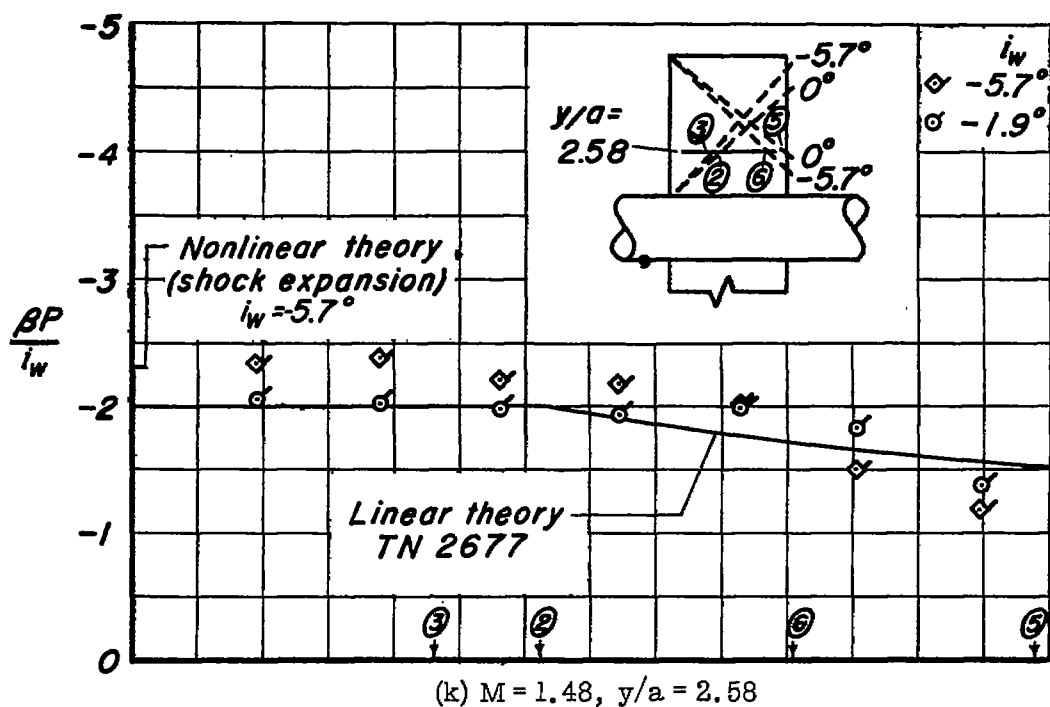 -5
-4
-3
-2
-1
0
βP
i_w
Nonlinear theory
(shock expansion)
i_w=-5.7°
y/a=
2.58
-5.7°
0°
③
⑤
②
⑥
0°
-5.7°
i_w
-5.7°
-1.9°
Linear theory
TN 2677
③
②
⑥
⑤
(k) M = 1.48, y/a = 2.58